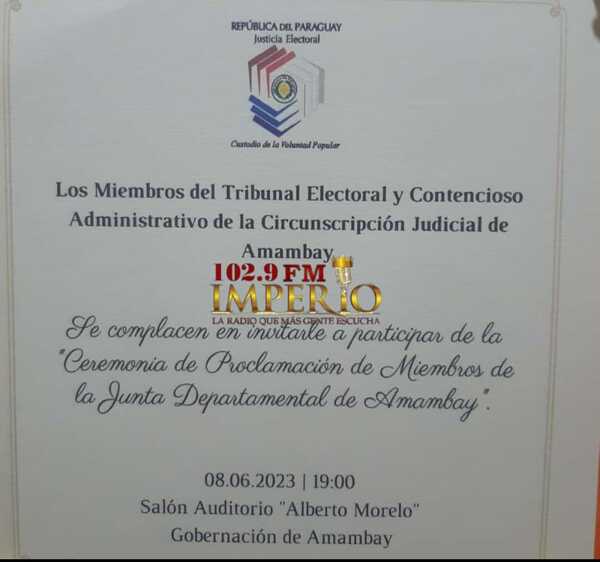 REPÚBLICA DEL PARAGUAY
Justicia Electoral
Custodio de la Voluntad Popular
Los Miembros del Tribunal Electoral y Contencioso
Administrativo de la Circunscripción Judicial de
Amambay
102.9 FM
IMPERIO
LA RADIO QUE MÁS GENTE ESCUCHA
Se complacen en invitarle a participar de la
"Ceremonia de Proclamación de Miembros de
la Junta Departamental de Amambay".
08.06.2023 | 19:00
Salón Auditorio "Alberto Morelo"
Gobernación de Amambay